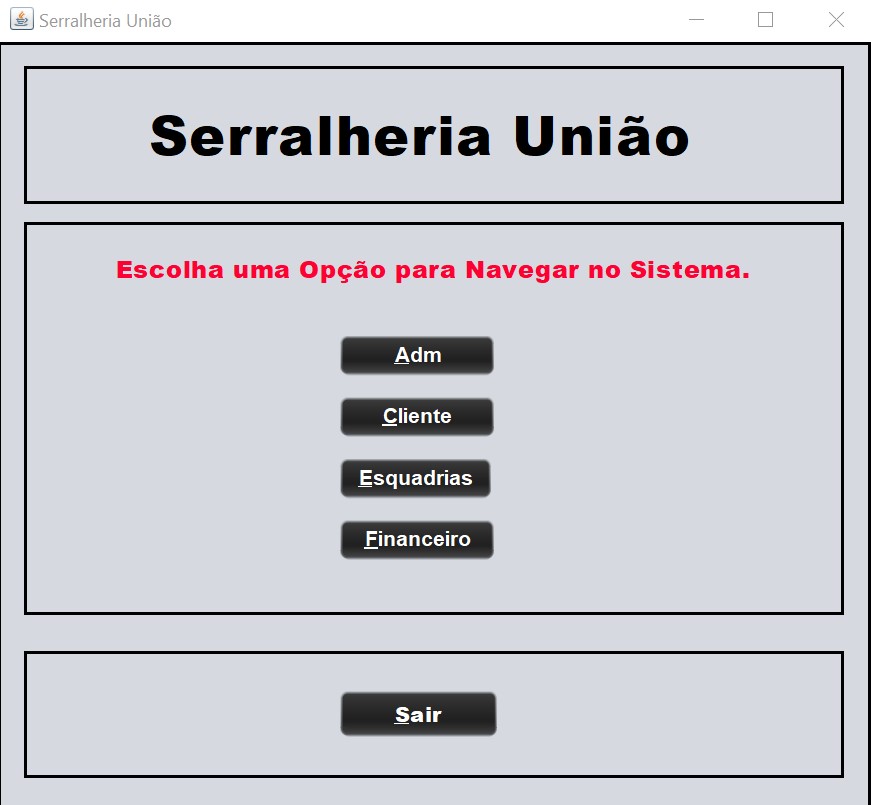 Serralheria União
Serralheria União
Escolha uma Opção para Navegar no Sistema.
Adm
Cliente
Esquadrias
Financeiro
Sair